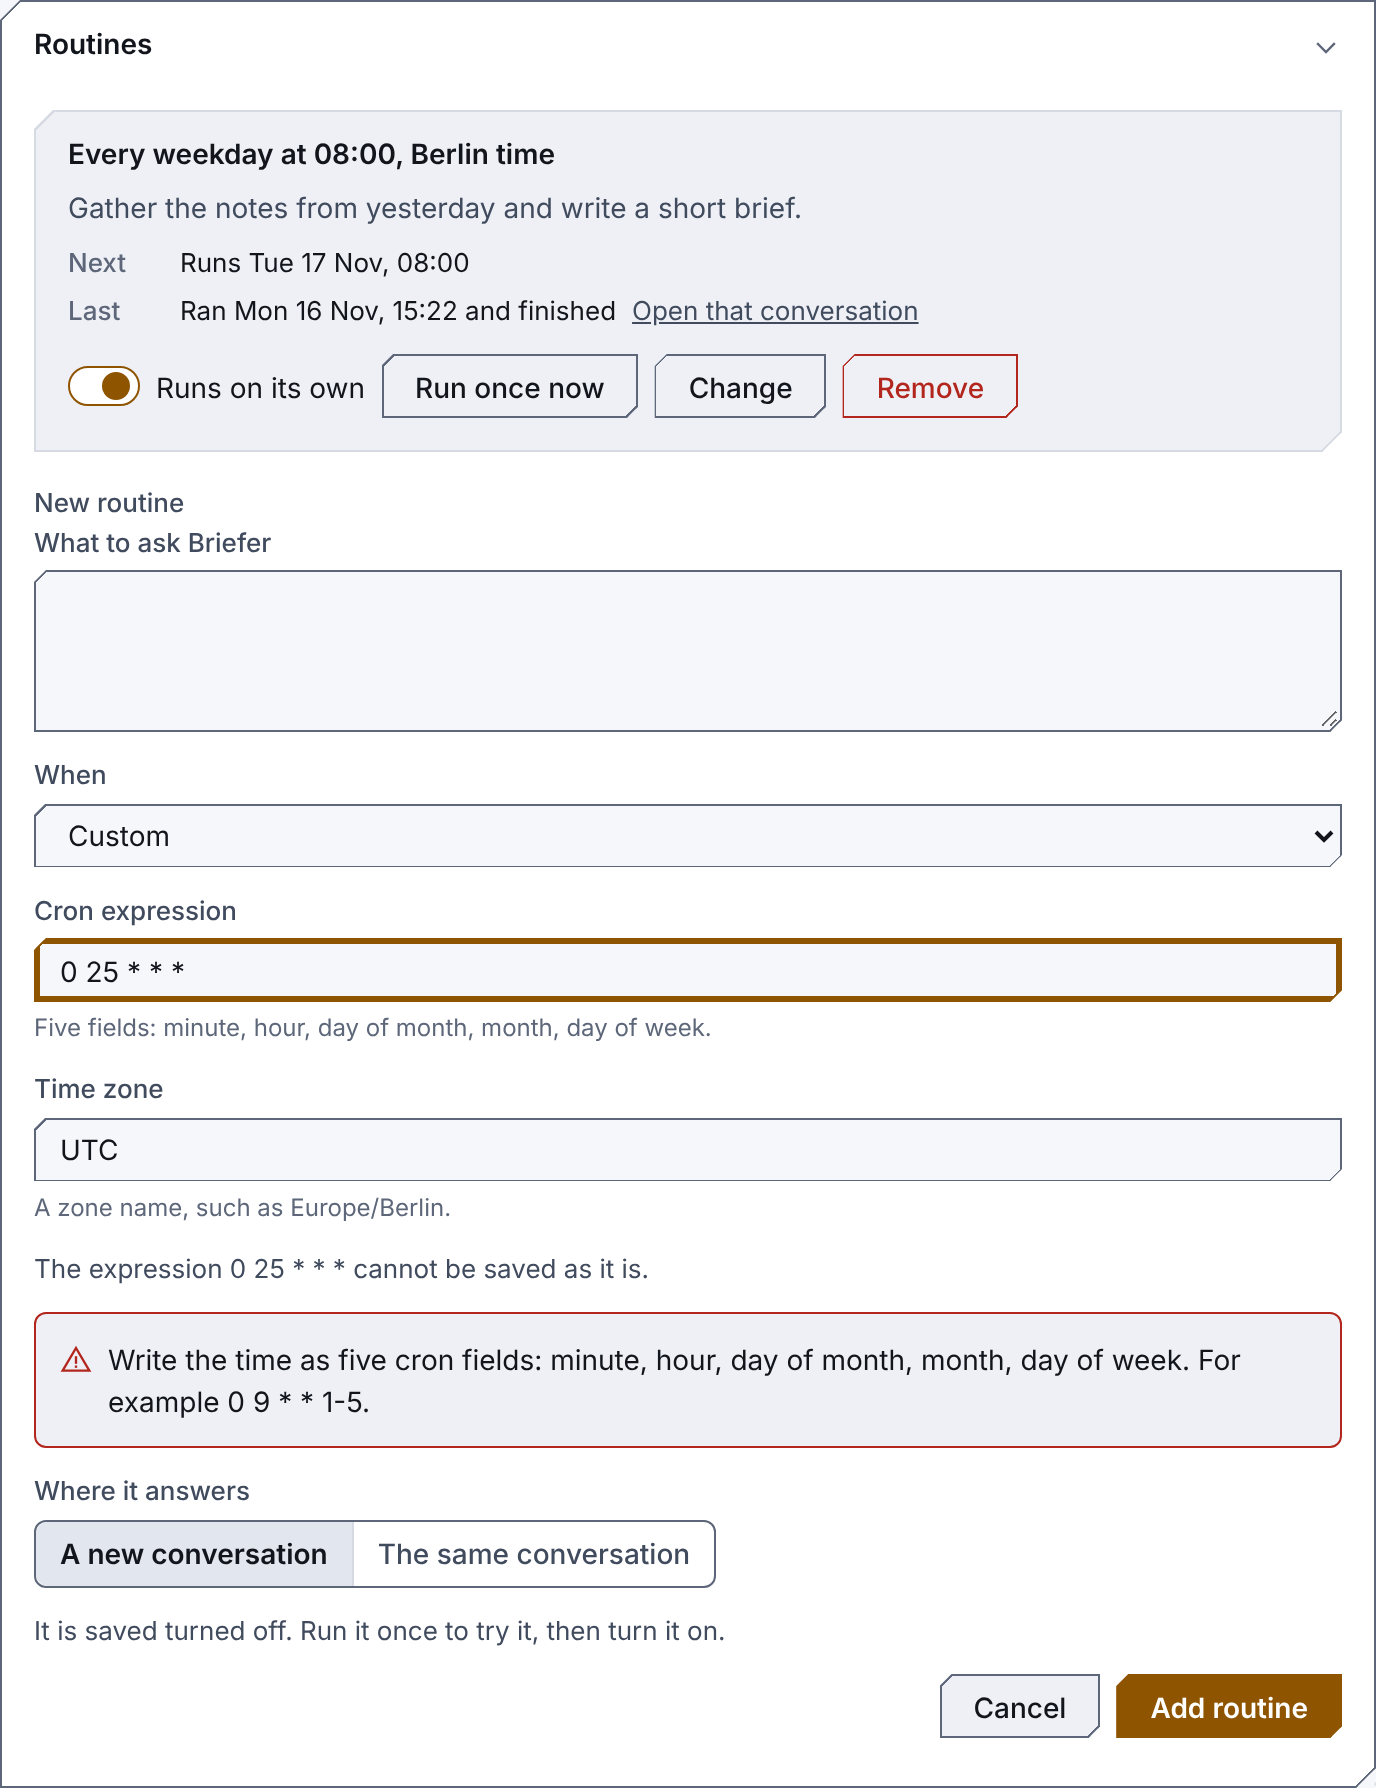 Routines
Every weekday at 08:00, Berlin time
Gather the notes from yesterday and write a short brief.
Next Runs Tue 17 Nov, 08:00
Last Ran Mon 16 Nov, 15:22 and finished Open that conversation
Runs on its own Run once now Change Remove
New routine
What to ask Briefer
When
Custom
Cron expression
0 25 * * *
Five fields: minute, hour, day of month, month, day of week.
Time zone
UTC
A zone name, such as Europe/Berlin.
The expression 0 25 * * * cannot be saved as it is.
Write the time as five cron fields: minute, hour, day of month, month, day of week. For
example 0 9 * * 1-5.
Where it answers
A new conversation The same conversation
It is saved turned off. Run it once to try it, then turn it on.
Cancel Add routine